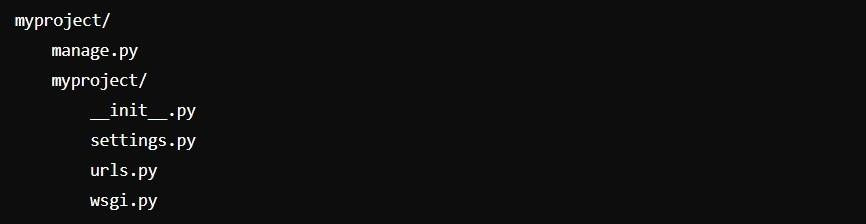 myproject/
    manage.py
    myproject/
        __init__.py
        settings.py
        urls.py
        wsgi.py